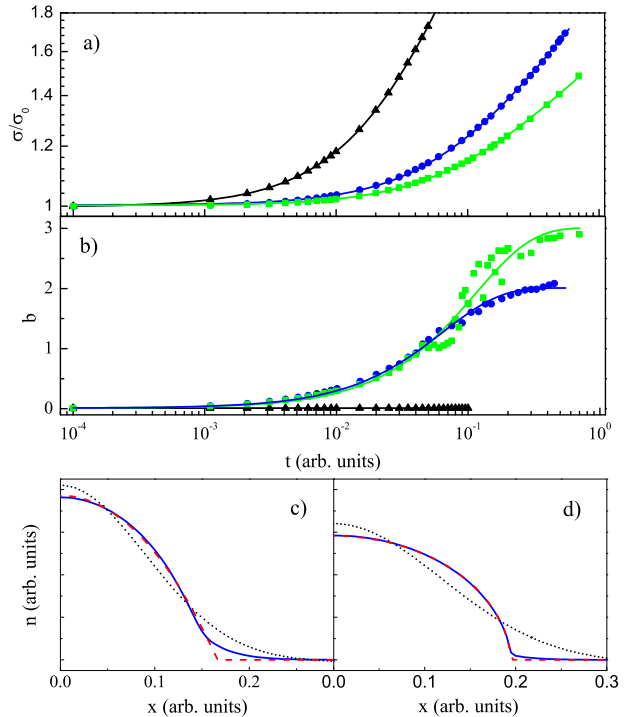 1.8
1.6
a)
1.4
σ/σ₀
1.2
1
3
b)
2
b
1
0
10⁻⁴ 10⁻³ 10⁻² 10⁻¹ 10⁰
t (arb. units)
c) d)
n (arb. units)
0.0 0.1 0.2 0.0 0.1 0.2 0.3
x (arb. units) x (arb. units)